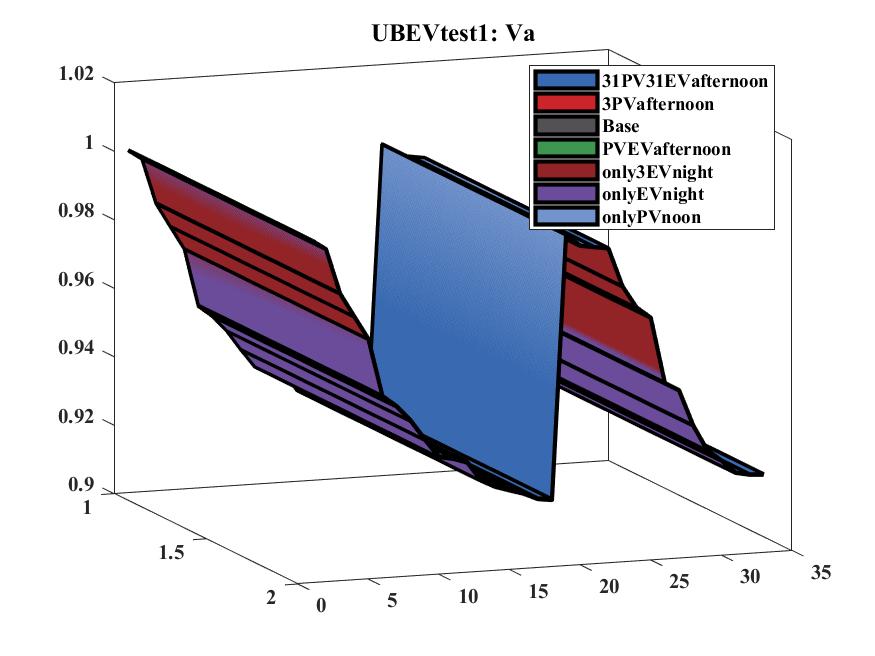 UBEVtest1: Va
31PV31EVafternoon
3PVafternoon
Base
PVEVafternoon
only3EVnight
onlyEVnight
onlyPVnoon
1.02
1
0.98
0.96
0.94
0.92
0.9
1
1.5
2
0
5
10
15
20
25
30
35